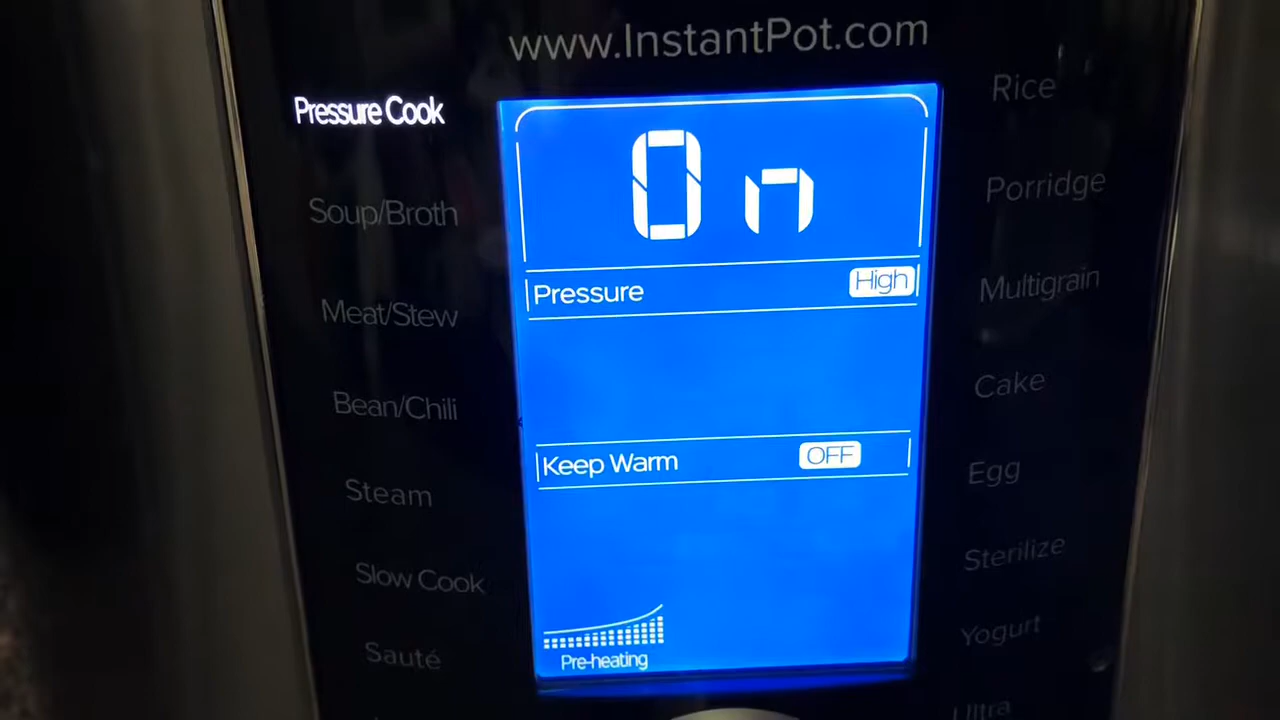 www.InstantPot.com
Pressure Cook
Soup/Broth
Meat/Stew
Bean/Chili
Steam
Slow Cook
Sauté
On
Pressure High
Keep Warm OFF
Pre-heating
Rice
Porridge
Multigrain
Cake
Egg
Sterilize
Yogurt
Ultra